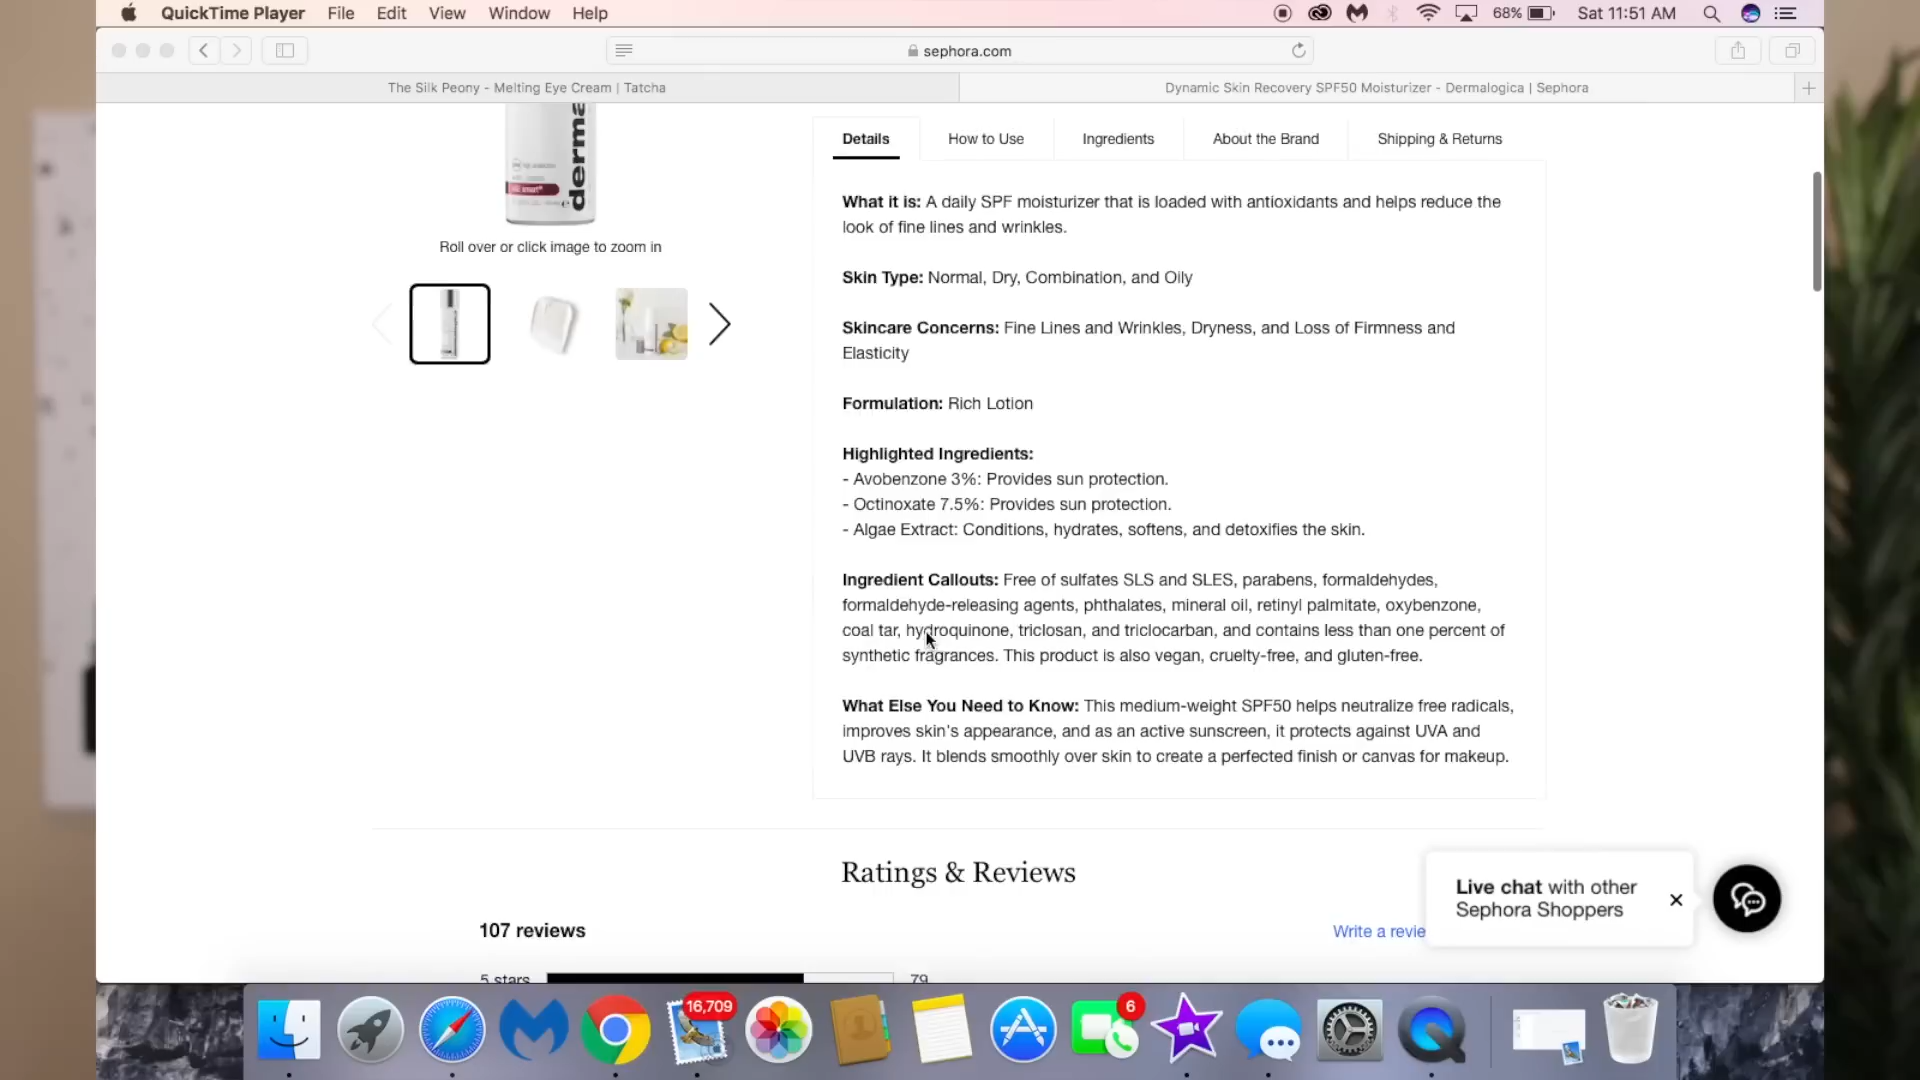 QuickTime Player File Edit View Window Help 68% Sat 11:51 AM
sephora.com
The Silk Peony - Melting Eye Cream | Tatcha
Dynamic Skin Recovery SPF50 Moisturizer - Dermalogica | Sephora
derma
Roll over or click image to zoom in
Details How to Use Ingredients About the Brand Shipping & Returns
What it is: A daily SPF moisturizer that is loaded with antioxidants and helps reduce the
look of fine lines and wrinkles.
Skin Type: Normal, Dry, Combination, and Oily
Skincare Concerns: Fine Lines and Wrinkles, Dryness, and Loss of Firmness and
Elasticity
Formulation: Rich Lotion
Highlighted Ingredients:
- Avobenzone 3%: Provides sun protection.
- Octinoxate 7.5%: Provides sun protection.
- Algae Extract: Conditions, hydrates, softens, and detoxifies the skin.
Ingredient Callouts: Free of sulfates SLS and SLES, parabens, formaldehydes,
formaldehyde-releasing agents, phthalates, mineral oil, retinyl palmitate, oxybenzone,
coal tar, hydroquinone, triclosan, and triclocarban, and contains less than one percent of
synthetic fragrances. This product is also vegan, cruelty-free, and gluten-free.
What Else You Need to Know: This medium-weight SPF50 helps neutralize free radicals,
improves skin's appearance, and as an active sunscreen, it protects against UVA and
UVB rays. It blends smoothly over skin to create a perfected finish or canvas for makeup.
Ratings & Reviews
107 reviews
Write a revie
5 stars 79
Live chat with other
Sephora Shoppers
16,709
6